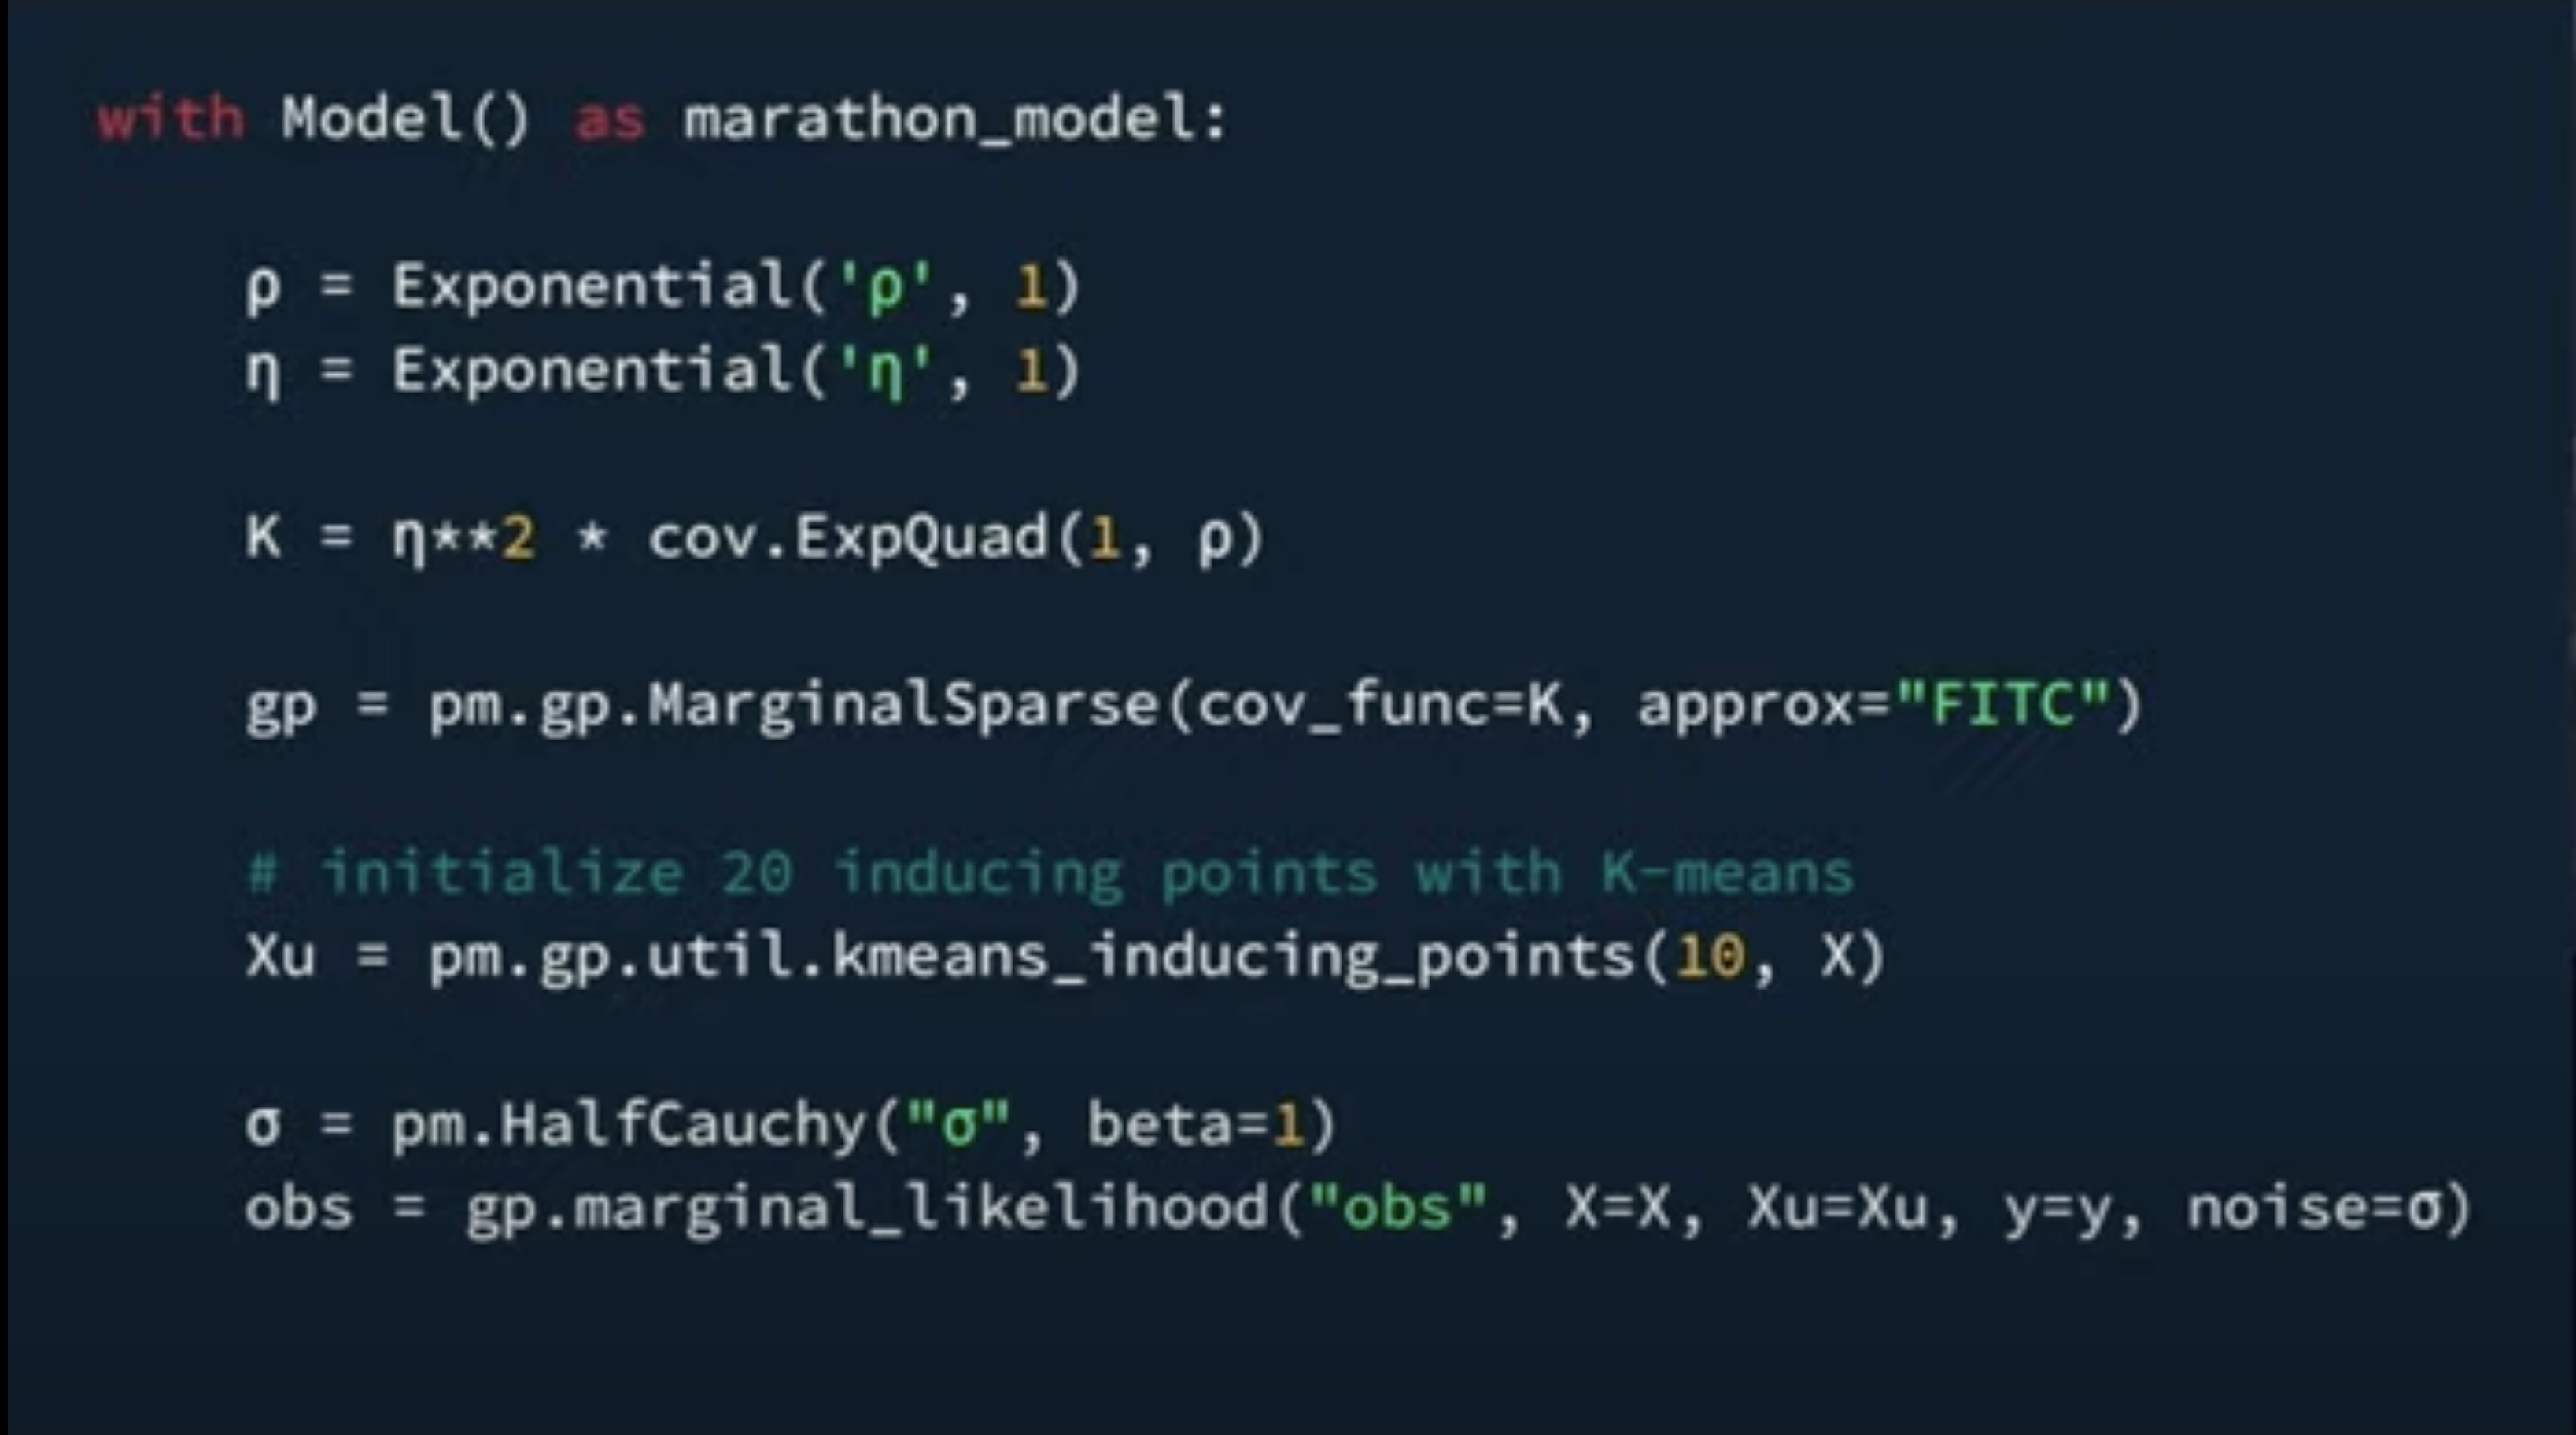 with Model() as marathon_model:
ρ = Exponential('ρ', 1)
η = Exponential('η', 1)
K = η**2 * cov.ExpQuad(1, ρ)
gp = pm.gp.MarginalSparse(cov_func=K, approx="FITC")
# initialize 20 inducing points with K-means
Xu = pm.gp.util.kmeans_inducing_points(10, X)
σ = pm.HalfCauchy("σ", beta=1)
obs = gp.marginal_likelihood("obs", X=X, Xu=Xu, y=y, noise=σ)